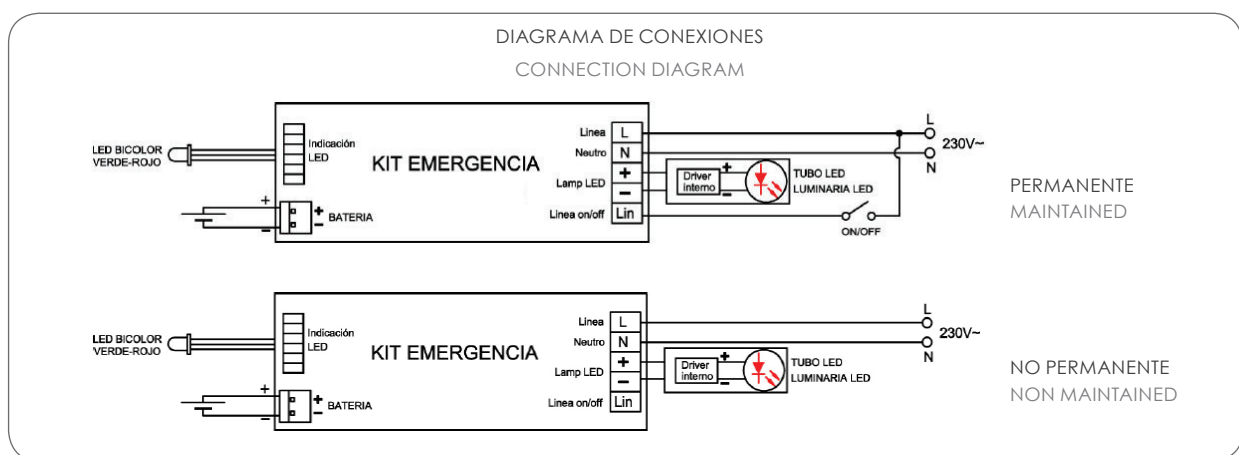 DIAGRAMA DE CONEXIONES
CONNECTION DIAGRAM
LED BICOLOR
VERDE-ROJO
Indicación
LED
+
−
+
−
BATERIA
KIT EMERGENCIA
Linea L
Neutro N
Lamp LED + −
Linea on/off Lin
Driver
interno
+
−
TUBO LED
LUMINARIA LED
ON/OFF
L
230V~
N
PERMANENTE
MAINTAINED
LED BICOLOR
VERDE-ROJO
Indicación
LED
+
−
+
−
BATERIA
KIT EMERGENCIA
Linea L
Neutro N
Lamp LED + −
Linea on/off Lin
Driver
interno
+
−
TUBO LED
LUMINARIA LED
L
230V~
N
NO PERMANENTE
NON MAINTAINED